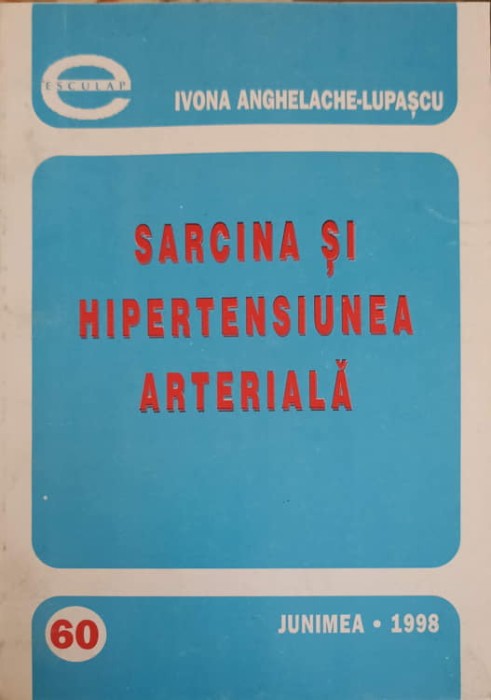 ESCULAP
IVONA ANGHELACHE-LUPAȘCU
SARCINA ȘI
HIPERTENSIUNEA
ARTERIALĂ
60
JUNIMEA • 1998